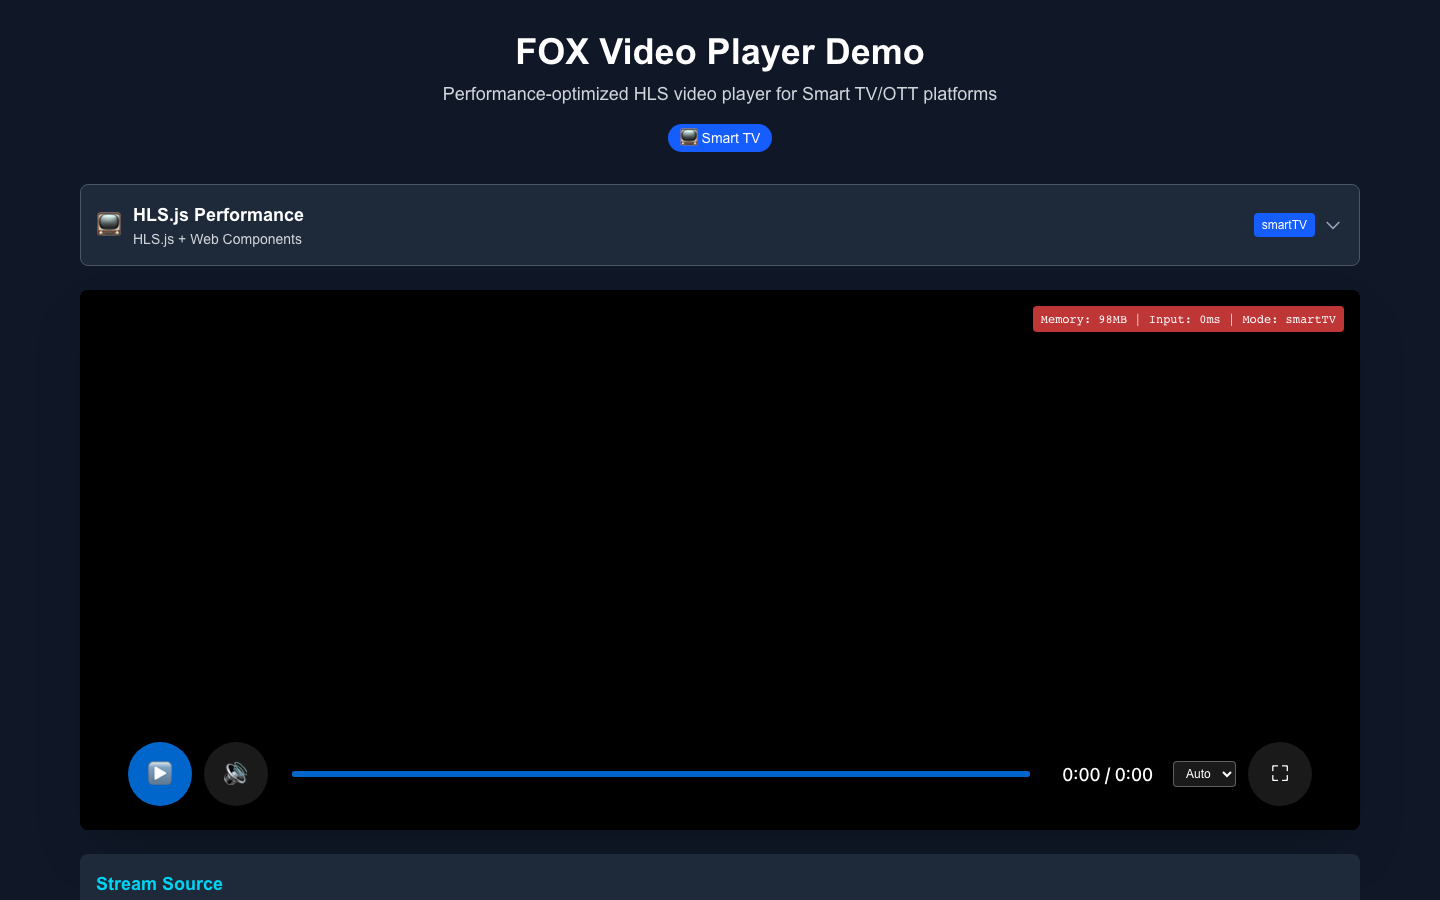 FOX Video Player Demo
Performance-optimized HLS video player for Smart TV/OTT platforms
Smart TV
HLS.js Performance
HLS.js + Web Components
smartTV
Memory: 98MB | Input: 0ms | Mode: smartTV
0:00 / 0:00
Auto
Stream Source